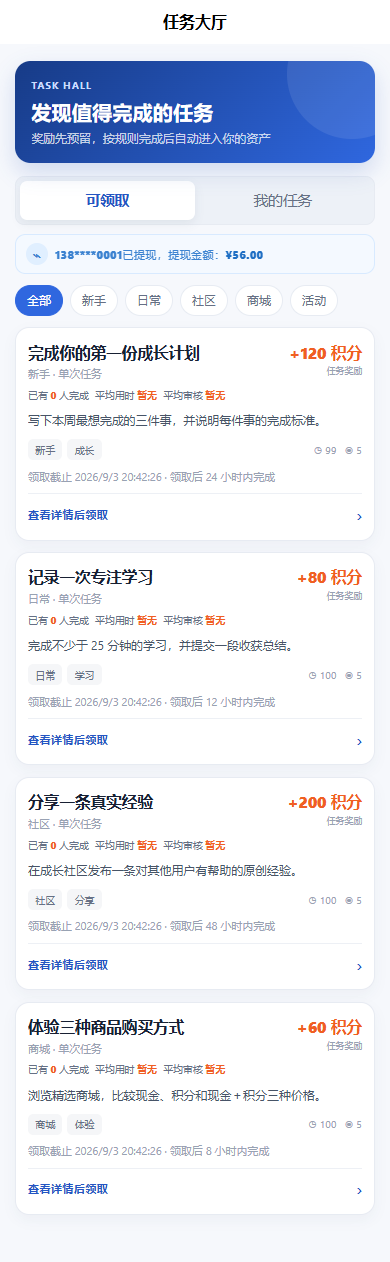 任务大厅
TASK HALL
发现值得完成的任务
奖励先预留，按规则完成后自动进入你的资产
可领取
我的任务
138****0001已提现，提现金额：¥56.00
全部 新手 日常 社区 商城 活动
完成你的第一份成长计划 +120 积分
新手 · 单次任务 任务奖励
已有 0 人完成 平均用时 暂无 平均审核 暂无
写下本周最想完成的三件事，并说明每件事的完成标准。
新手 成长 99 5
领取截止 2026/9/3 20:42:26 · 领取后 24 小时内完成
查看详情后领取 ›
记录一次专注学习 +80 积分
日常 · 单次任务 任务奖励
已有 0 人完成 平均用时 暂无 平均审核 暂无
完成不少于 25 分钟的学习，并提交一段收获总结。
日常 学习 100 5
领取截止 2026/9/3 20:42:26 · 领取后 12 小时内完成
查看详情后领取 ›
分享一条真实经验 +200 积分
社区 · 单次任务 任务奖励
已有 0 人完成 平均用时 暂无 平均审核 暂无
在成长社区发布一条对其他用户有帮助的原创经验。
社区 分享 100 5
领取截止 2026/9/3 20:42:26 · 领取后 48 小时内完成
查看详情后领取 ›
体验三种商品购买方式 +60 积分
商城 · 单次任务 任务奖励
已有 0 人完成 平均用时 暂无 平均审核 暂无
浏览精选商城，比较现金、积分和现金 + 积分三种价格。
商城 体验 100 5
领取截止 2026/9/3 20:42:26 · 领取后 8 小时内完成
查看详情后领取 ›